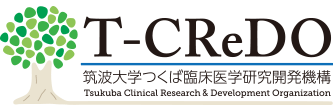 T-CReDO
筑波大学つくば臨床医学研究開発機構
Tsukuba Clinical Research & Development Organization